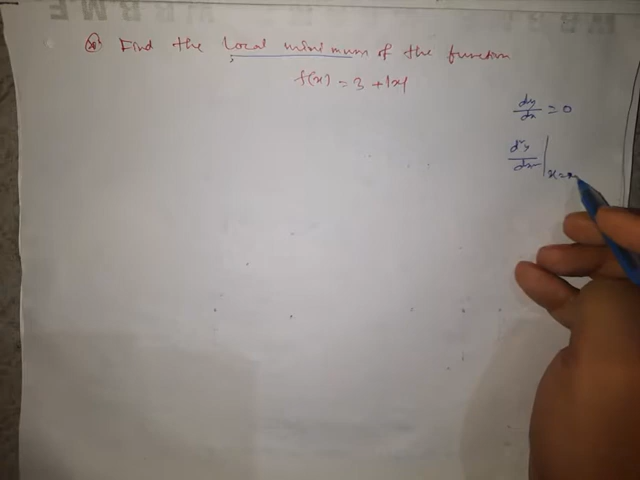 Find the local minimum of the function
f(x) = 3 + |x|
dy/dx = 0
d²y/dx² |
W B B M E